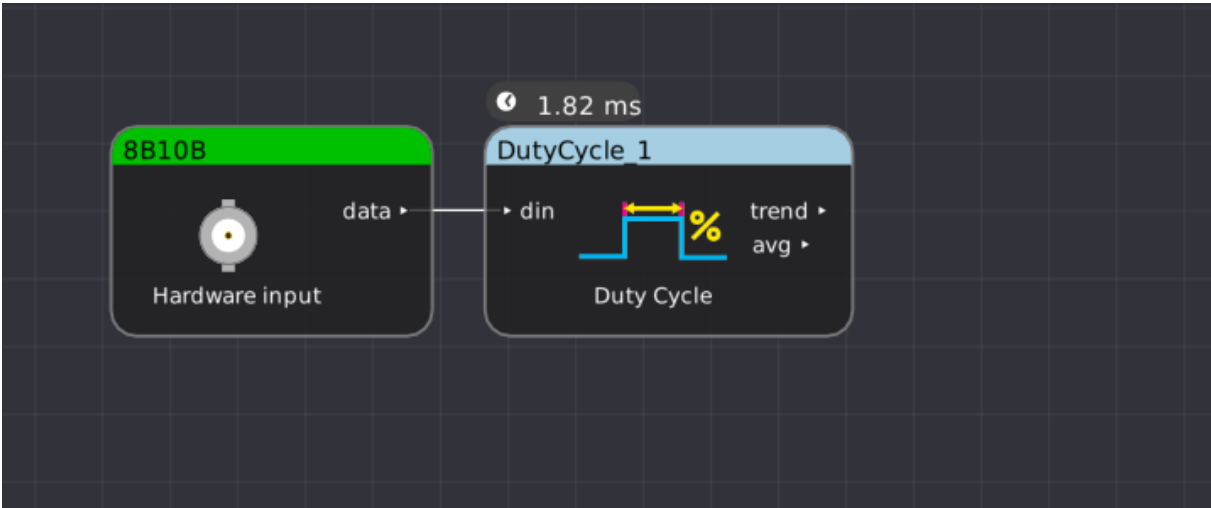 1.82 ms
8B10B
DutyCycle_1
data
din
trend
%
avg
Hardware input
Duty Cycle